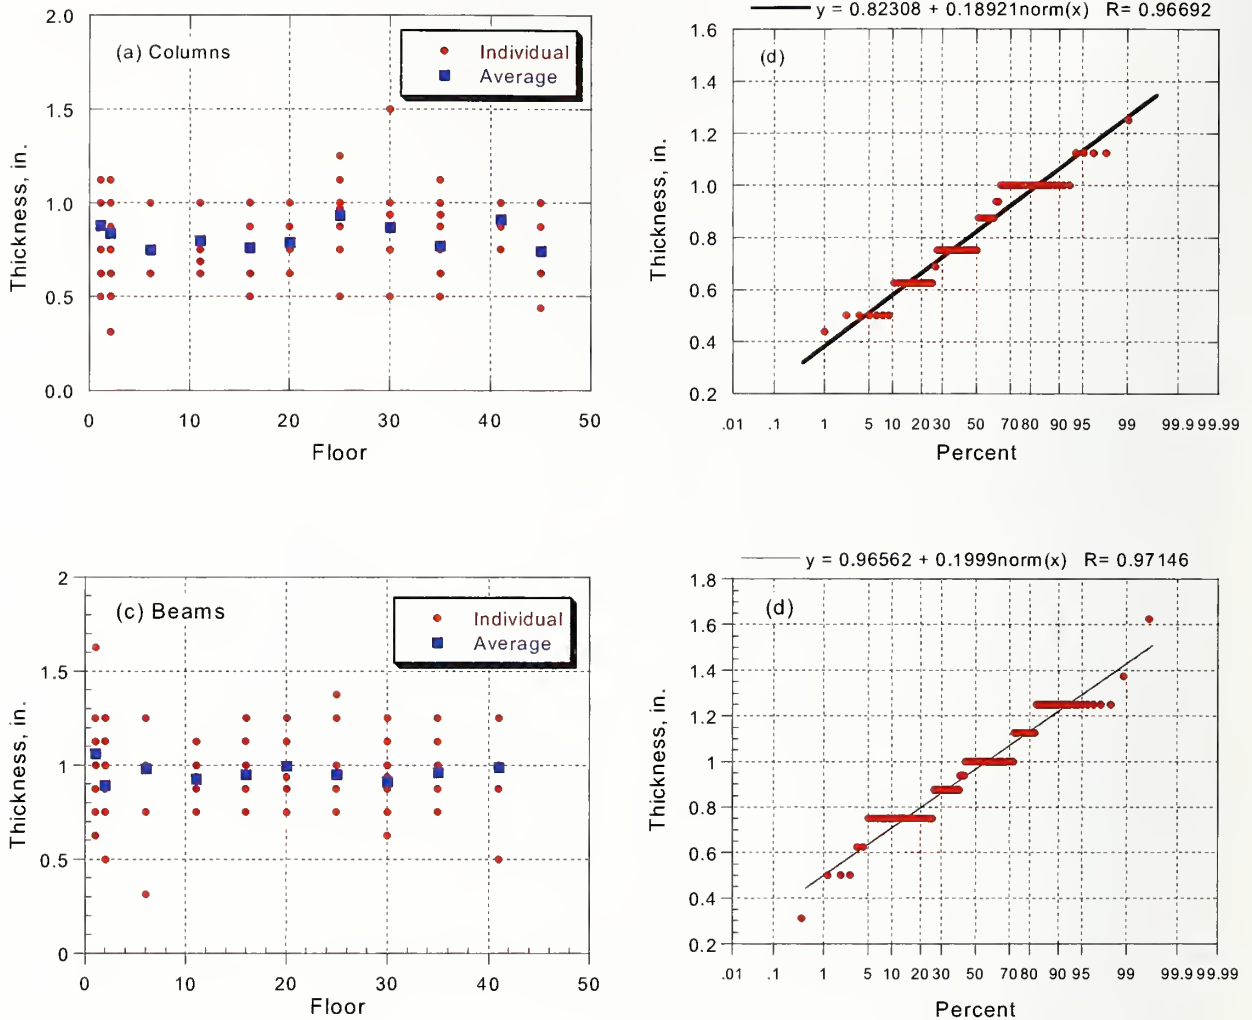 (a) Columns
Individual
Average
2.0
1.5
1.0
0.5
0.0
Thickness, in.
0 10 20 30 40 50
Floor
y = 0.82308 + 0.18921norm(x) R= 0.96692
(d)
1.6
1.4
1.2
1.0
0.8
0.6
0.4
0.2
Thickness, in.
.01 .1 1 5 10 20 30 50 70 80 90 95 99 99.9 99.99
Percent
(c) Beams
Individual
Average
2
1.5
1
0.5
0
Thickness, in.
0 10 20 30 40 50
Floor
y = 0.96562 + 0.1999norm(x) R= 0.97146
(d)
1.8
1.6
1.4
1.2
1.0
0.8
0.6
0.4
0.2
Thickness, in.
.01 .1 1 5 10 20 30 50 70 80 90 95 99 99.9 99.99
Percent